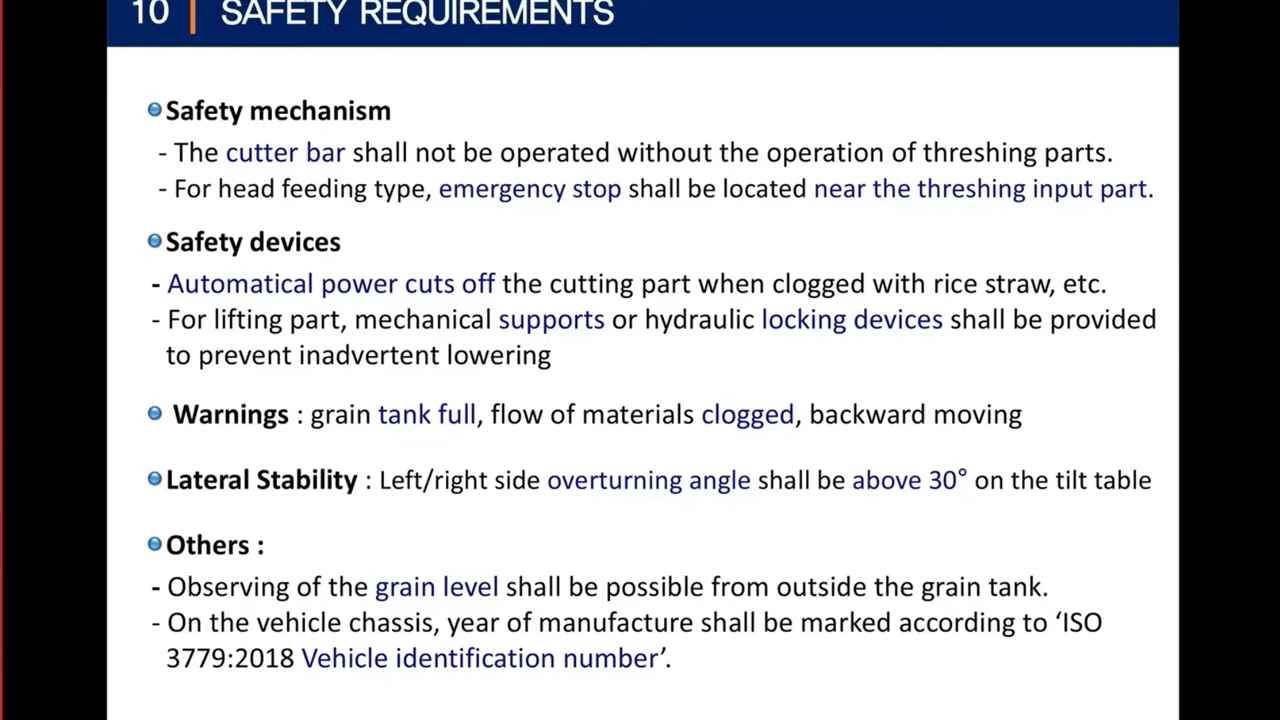 10 | SAFETY REQUIREMENTS
Safety mechanism
- The cutter bar shall not be operated without the operation of threshing parts.
- For head feeding type, emergency stop shall be located near the threshing input part.
Safety devices
- Automatical power cuts off the cutting part when clogged with rice straw, etc.
- For lifting part, mechanical supports or hydraulic locking devices shall be provided
to prevent inadvertent lowering
Warnings : grain tank full, flow of materials clogged, backward moving
Lateral Stability : Left/right side overturning angle shall be above 30° on the tilt table
Others :
- Observing of the grain level shall be possible from outside the grain tank.
- On the vehicle chassis, year of manufacture shall be marked according to ‘ISO
3779:2018 Vehicle identification number’.